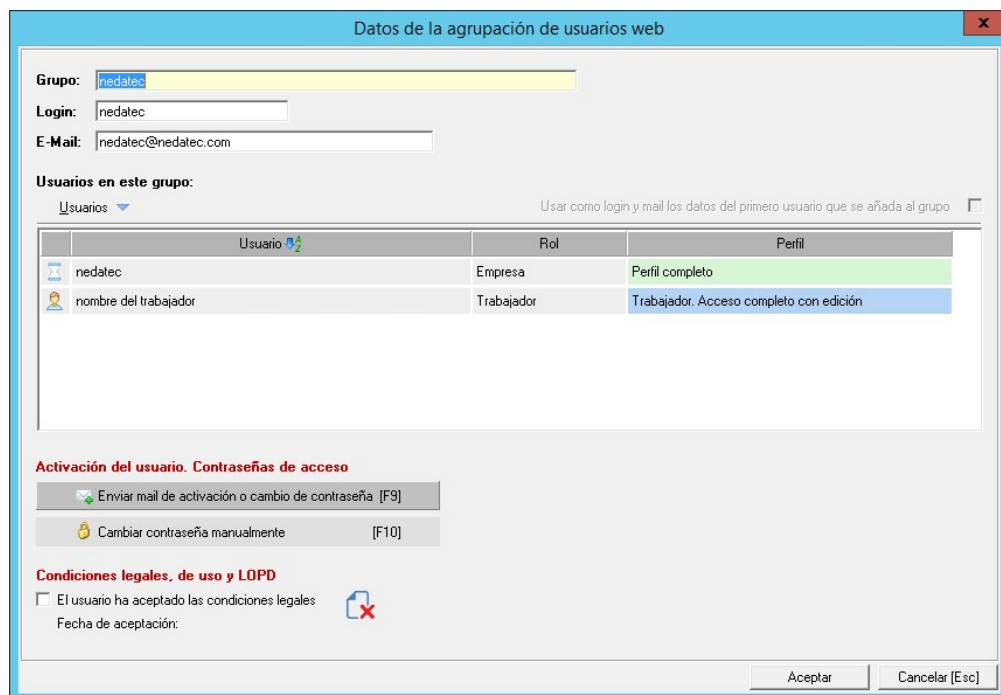 Datos de la agrupación de usuarios web
x
Grupo: nedatec
Login: nedatec
E-Mail: nedatec@nedatec.com
Usuarios en este grupo:
Usuarios Usar como login y mail los datos del primero usuario que se añada al grupo
Usuario AZ Rol Perfil
nedatec Empresa Perfil completo
nombre del trabajador Trabajador Trabajador. Acceso completo con edición
Activación del usuario. Contraseñas de acceso
Enviar mail de activación o cambio de contraseña [F9]
Cambiar contraseña manualmente [F10]
Condiciones legales, de uso y LOPD
El usuario ha aceptado las condiciones legales
Fecha de aceptación:
Aceptar Cancelar [Esc]